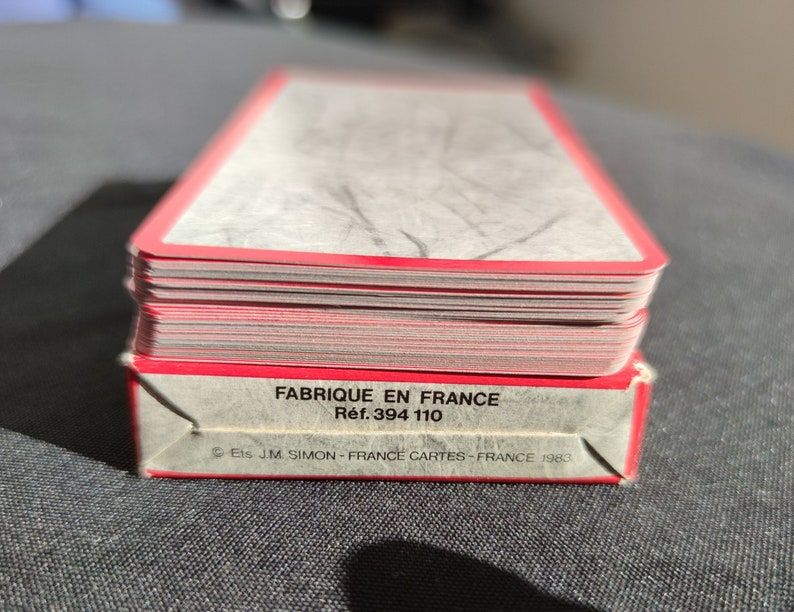 FABRIQUE EN FRANCE
Réf. 394 110
© Ets J.M. SIMON - FRANCE CARTES - FRANCE 1983